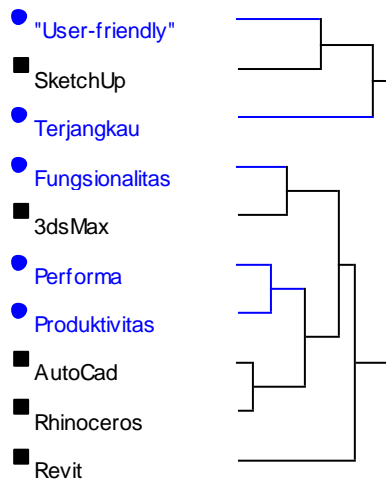 "User-friendly"
SketchUp
Terjangkau
Fungsionalitas
3dsMax
Performa
Produktivitas
AutoCad
Rhinoceros
Revit